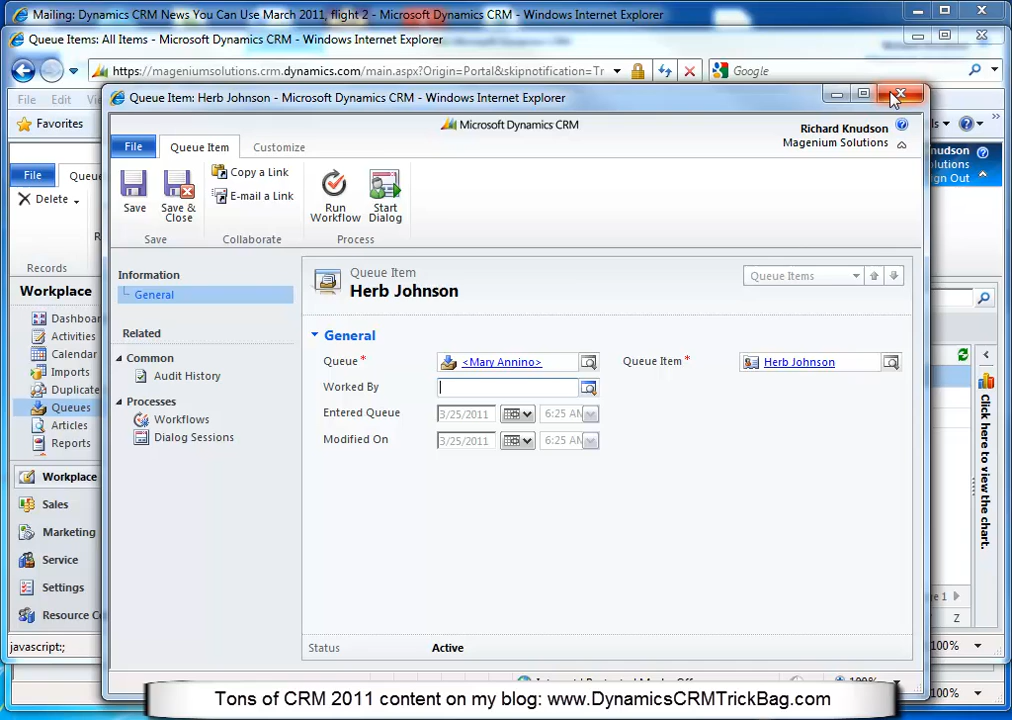 Mailing: Dynamics CRM News You Can Use March 2011, flight 2 - Microsoft Dynamics CRM - Windows Internet Explorer
Queue Items: All Items - Microsoft Dynamics CRM - Windows Internet Explorer
https://mageniumsolutions.crm.dynamics.com/main.aspx?Origin=Portal&skipnotification=Tr
Google
File Edit
Queue Item: Herb Johnson - Microsoft Dynamics CRM - Windows Internet Explorer
Favorites
Microsoft Dynamics CRM
Richard Knudson
Magenium Solutions
File Queue Item Customize
File
Delete
Records
Save
Save & Close
Copy a Link
E-mail a Link
Run Workflow
Start Dialog
Save Collaborate Process
Workplace
Activities
Calendar
Imports
Duplicate
Queues
Articles
Reports
Workplace
Sales
Marketing
Service
Settings
javascript:;
Information
General
Related
Common
Audit History
Processes
Workflows
Dialog Sessions
Queue Item
Herb Johnson
Queue Items
General
Queue* <Mary Annino> Queue Item* Herb Johnson
Worked By
Entered Queue 3/25/2011
Modified On 3/25/2011
Status Active
Click here to view the chart.
Z
100%
100%
Tons of CRM 2011 content on my blog: www.DynamicsCRMTrickBag.com